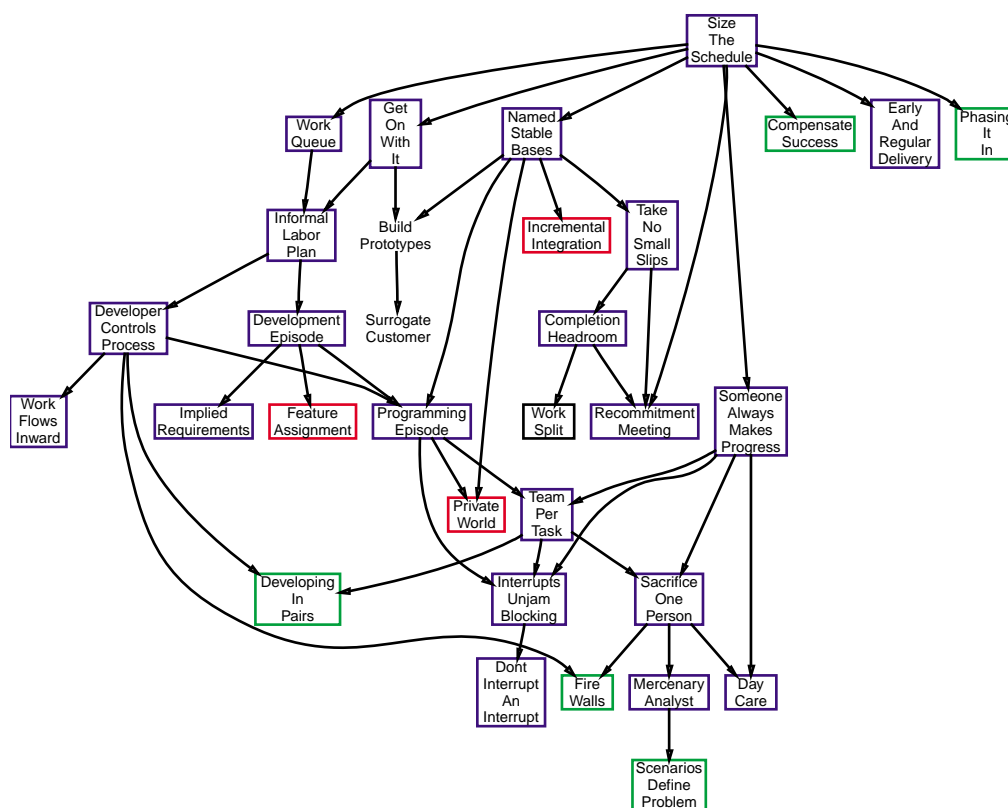 Size
The
Schedule
Work
Queue
Get
On
With
It
Named
Stable
Bases
Compensate
Success
Early
And
Regular
Delivery
Phasing
It
In
Informal
Labor
Plan
Build
Prototypes
Incremental
Integration
Take
No
Small
Slips
Developer
Controls
Process
Development
Episode
Surrogate
Customer
Completion
Headroom
Work
Flows
Inward
Implied
Requirements
Feature
Assignment
Programming
Episode
Work
Split
Recommitment
Meeting
Someone
Always
Makes
Progress
Private
World
Team
Per
Task
Developing
In
Pairs
Interrupts
Unjam
Blocking
Sacrifice
One
Person
Dont
Interrupt
An
Interrupt
Fire
Walls
Mercenary
Analyst
Day
Care
Scenarios
Define
Problem